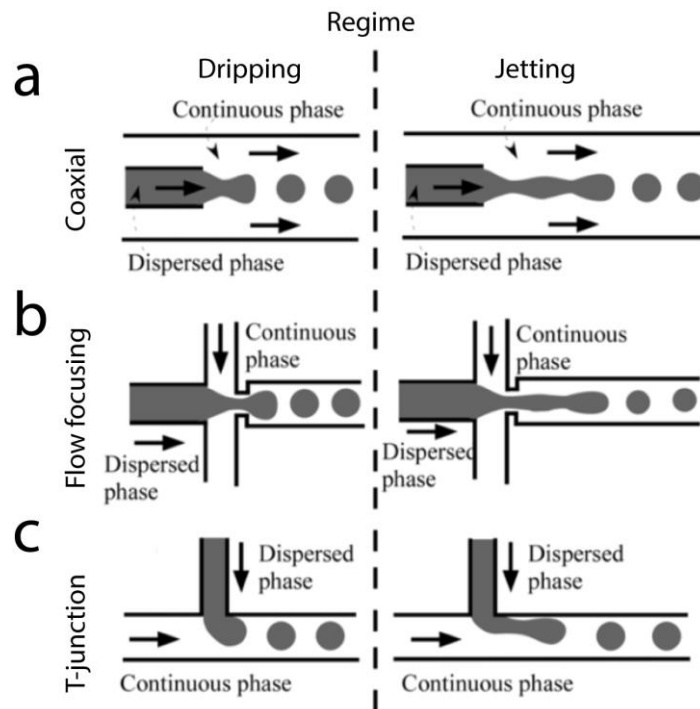 Regime
Dripping
Jetting
a
Coaxial
Continuous phase
Dispersed phase
Continuous phase
Dispersed phase
b
Flow focusing
Continuous
phase
Dispersed
phase
Continuous
phase
Dispersed
phase
c
T-junction
Dispersed
phase
Continuous phase
Dispersed
phase
Continuous phase